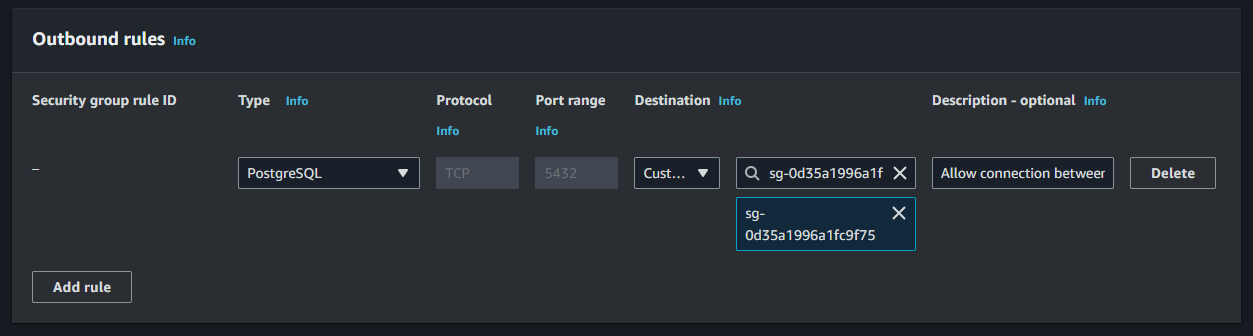 Outbound rules Info
Security group rule ID Type Info Protocol Port range Destination Info Description - optional Info
Info Info
– PostgreSQL TCP 5432 Cust... sg-0d35a1996a1f Allow connection between Delete
sg-
0d35a1996a1fc9f75
Add rule